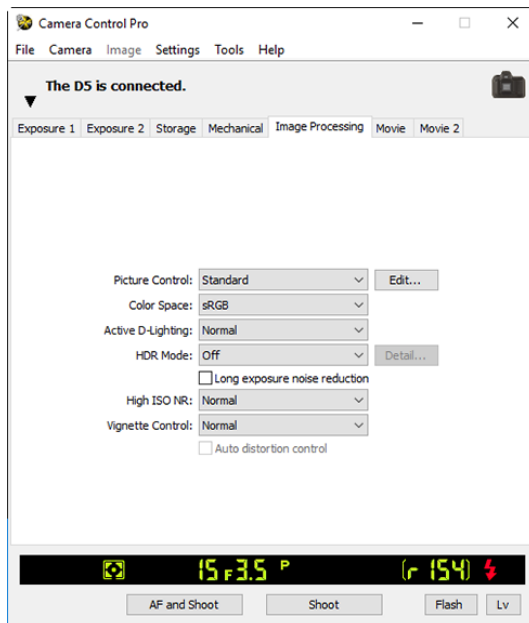 Camera Control Pro
File Camera Image Settings Tools Help
The D5 is connected.
Exposure 1 Exposure 2 Storage Mechanical Image Processing Movie Movie 2
Picture Control: Standard Edit...
Color Space: sRGB
Active D-Lighting: Normal
HDR Mode: Off Detail...
Long exposure noise reduction
High ISO NR: Normal
Vignette Control: Normal
Auto distortion control
15 F3.5 P (r 154)
AF and Shoot Shoot Flash Lv